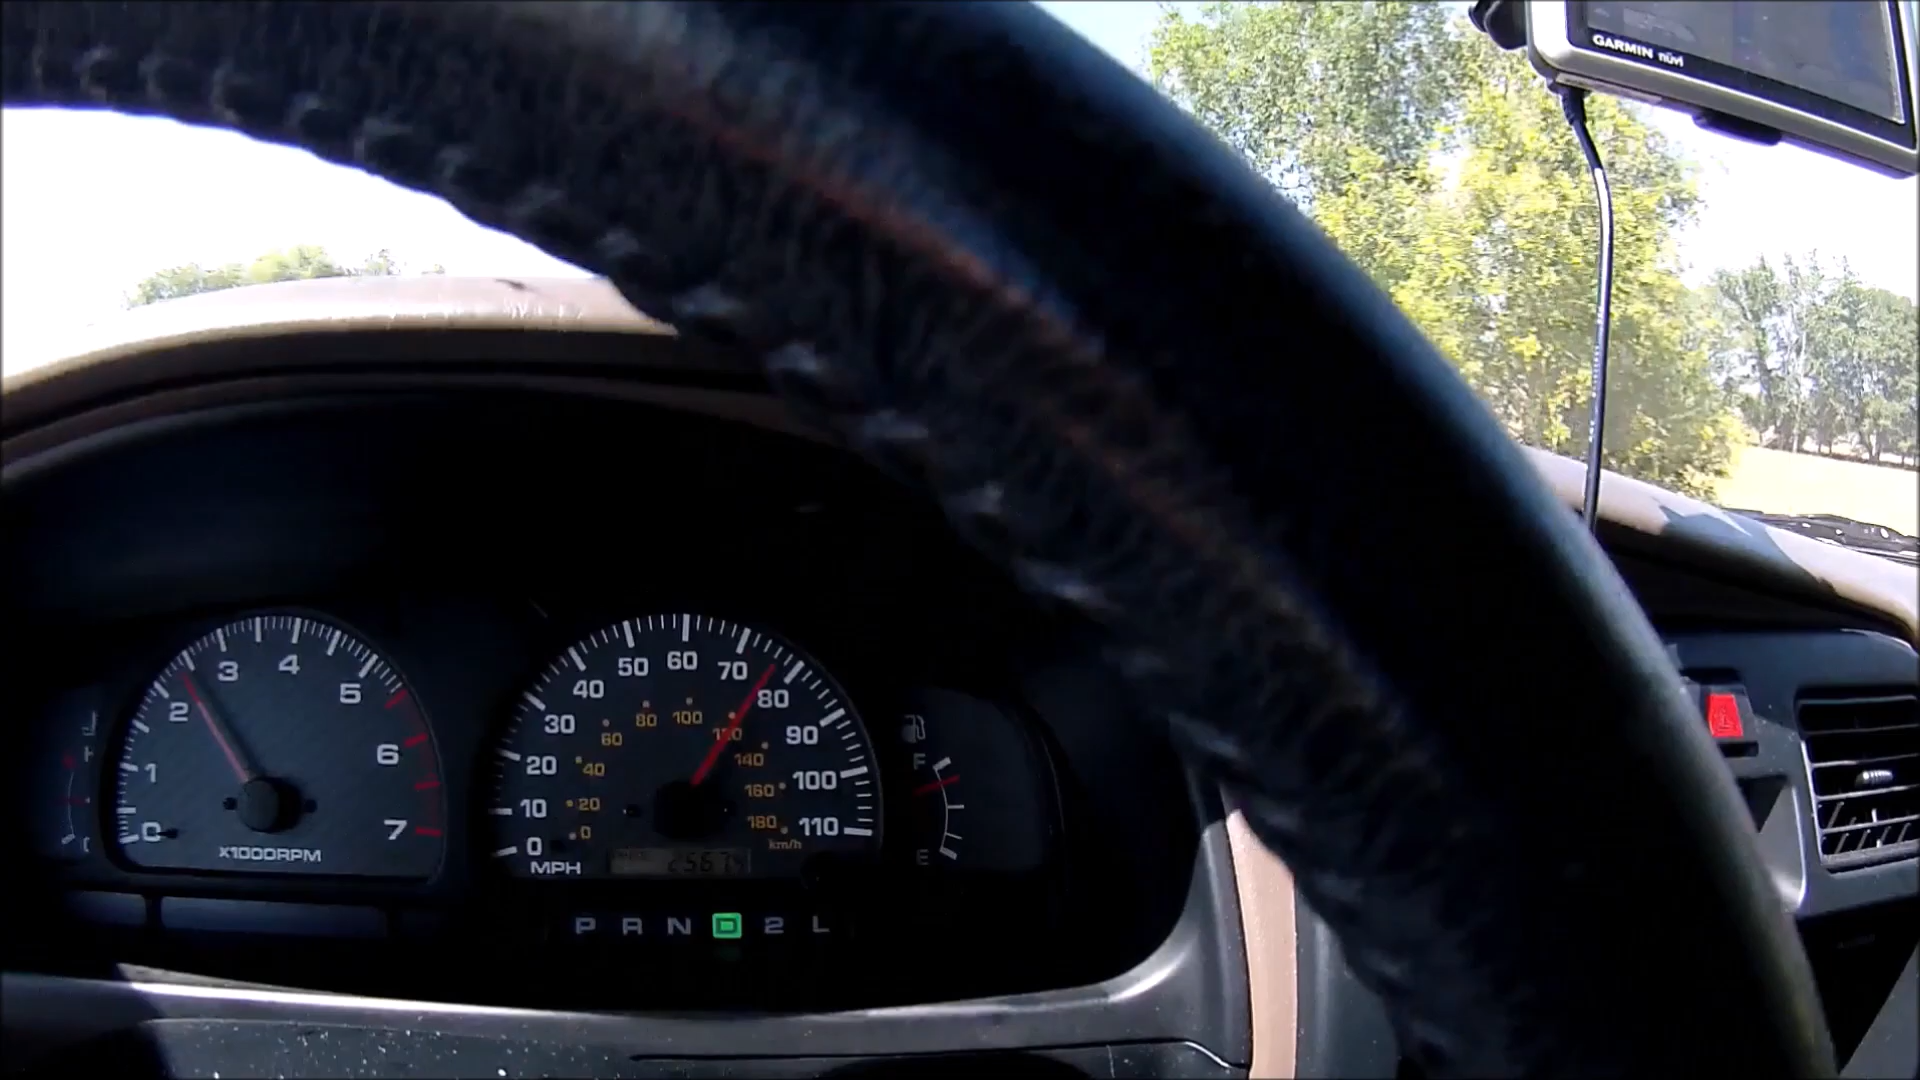 GARMIN nüvi
0 1 2 3 4 5 6 7
X1000RPM
0 10 20 30 40 50 60 70 80 90 100 110
0 20 40 60 80 100 120 140 160 180
km/h
MPH
F
E
H
P R N D 2 L